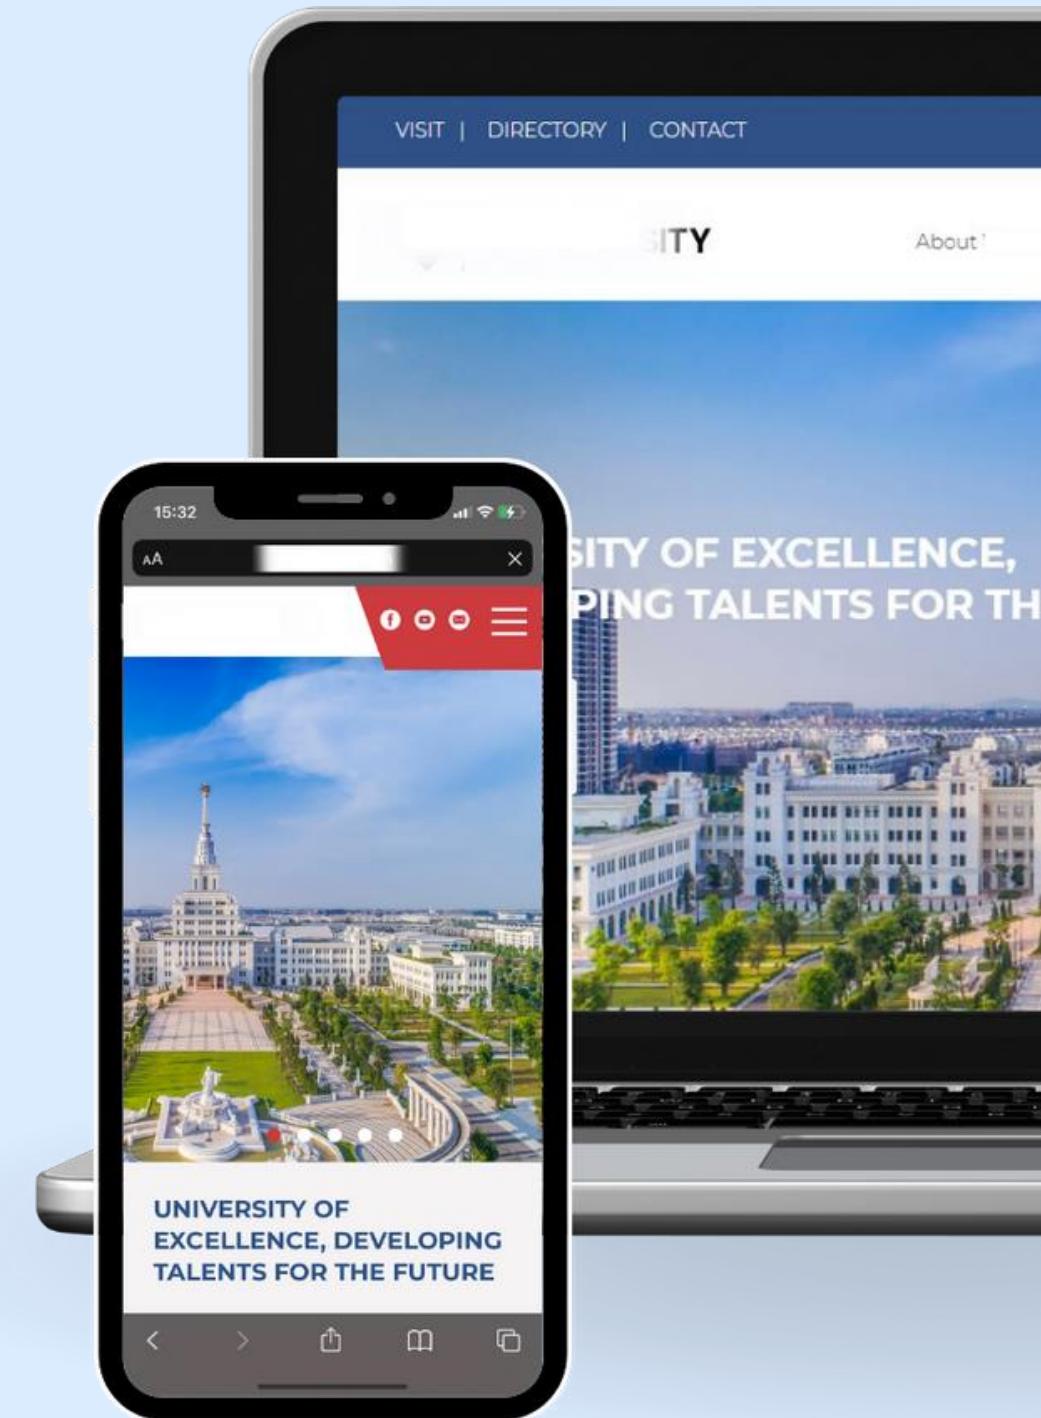 VISIT | DIRECTORY | CONTACT
SITY
About
SITY OF EXCELLENCE,
PING TALENTS FOR TH
15:32
AA
UNIVERSITY OF
EXCELLENCE, DEVELOPING
TALENTS FOR THE FUTURE